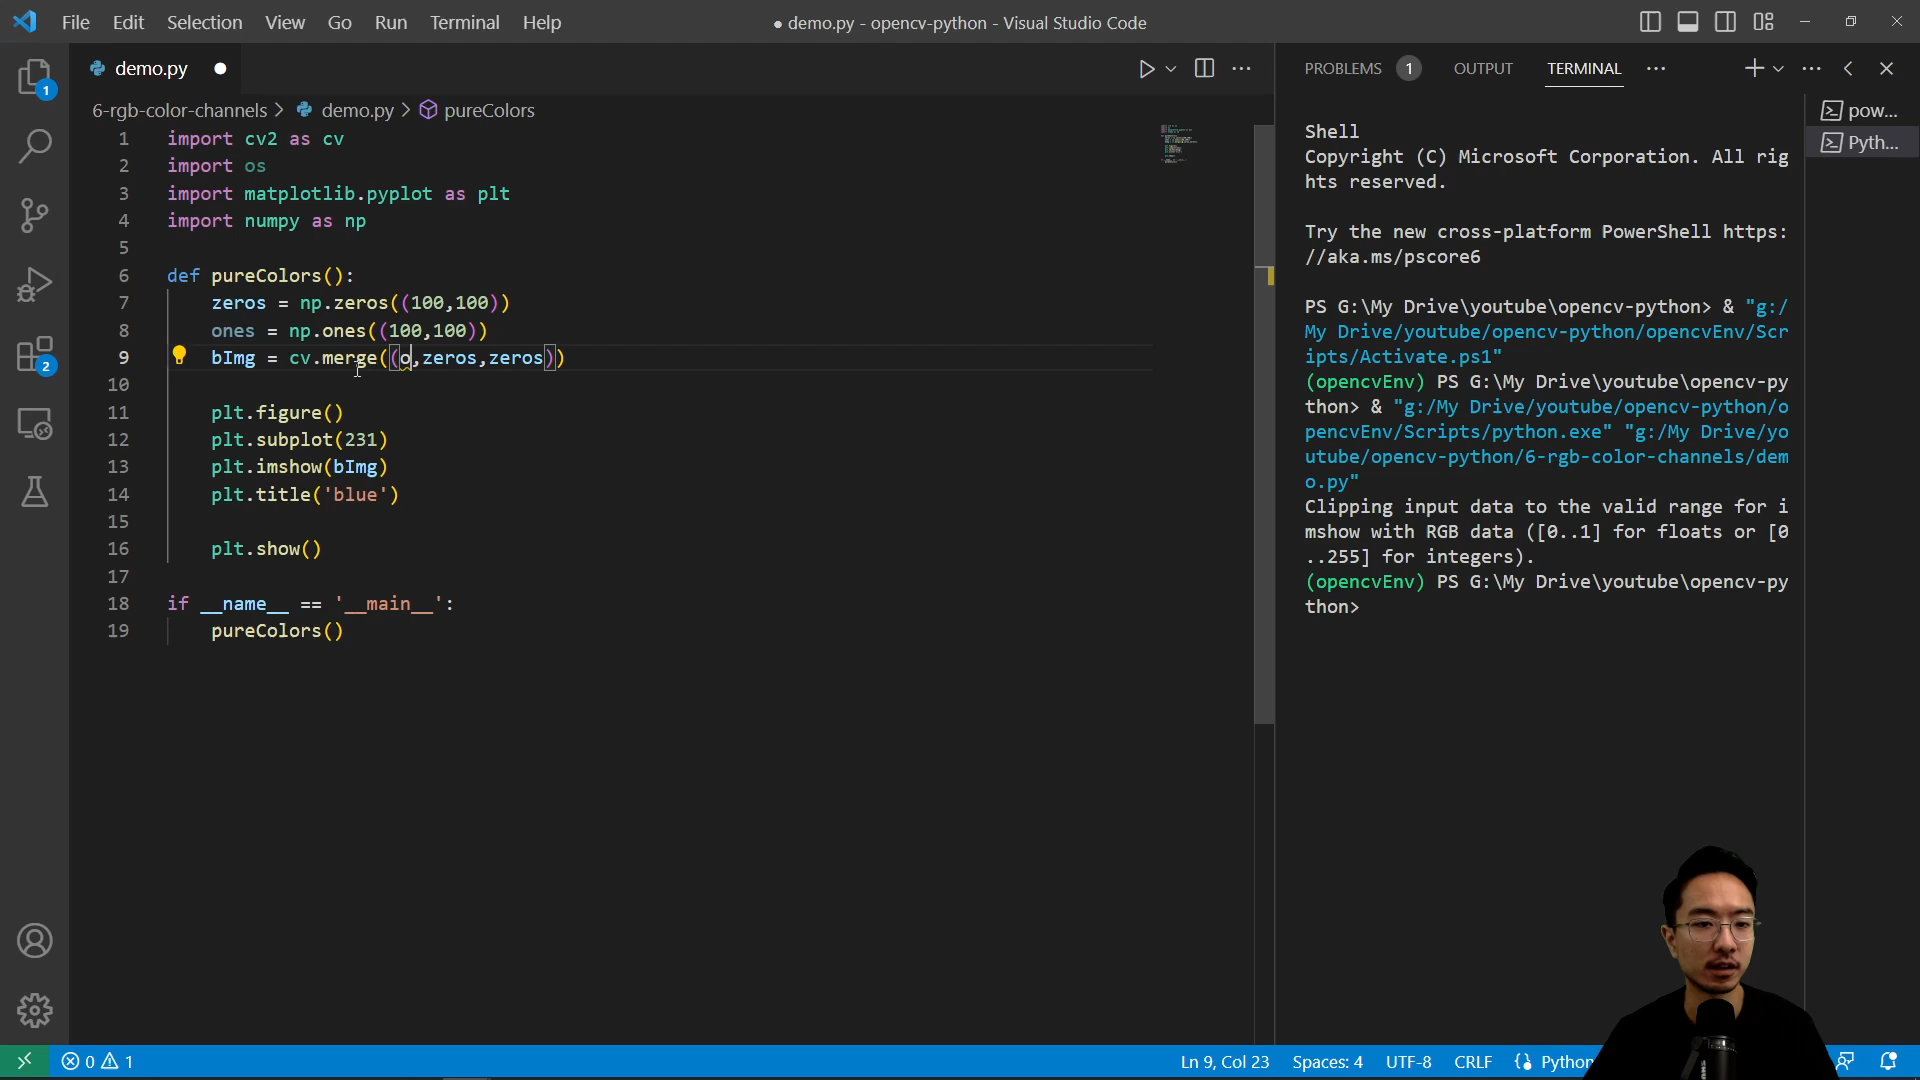 File Edit Selection View Go Run Terminal Help
● demo.py - opencv-python - Visual Studio Code
demo.py
6-rgb-color-channels > demo.py > pureColors
1 import cv2 as cv
2 import os
3 import matplotlib.pyplot as plt
4 import numpy as np
5
6 def pureColors():
7 zeros = np.zeros((100,100))
8 ones = np.ones((100,100))
9 bImg = cv.merge((o,zeros,zeros))
10
11 plt.figure()
12 plt.subplot(231)
13 plt.imshow(bImg)
14 plt.title('blue')
15
16 plt.show()
17
18 if __name__ == '__main__':
19 pureColors()
1
2
PROBLEMS 1 OUTPUT TERMINAL
pow...
Pyth...
Shell
Copyright (C) Microsoft Corporation. All rig
hts reserved.
Try the new cross-platform PowerShell https:
//aka.ms/pscore6
PS G:\My Drive\youtube\opencv-python> & "g:/
My Drive/youtube/opencv-python/opencvEnv/Scr
ipts/Activate.ps1"
(opencvEnv) PS G:\My Drive\youtube\opencv-py
thon> & "g:/My Drive/youtube/opencv-python/o
pencvEnv/Scripts/python.exe" "g:/My Drive/yo
utube/opencv-python/6-rgb-color-channels/dem
o.py"
Clipping input data to the valid range for i
mshow with RGB data ([0..1] for floats or [0
..255] for integers).
(opencvEnv) PS G:\My Drive\youtube\opencv-py
thon>
0 1
Ln 9, Col 23 Spaces: 4 UTF-8 CRLF